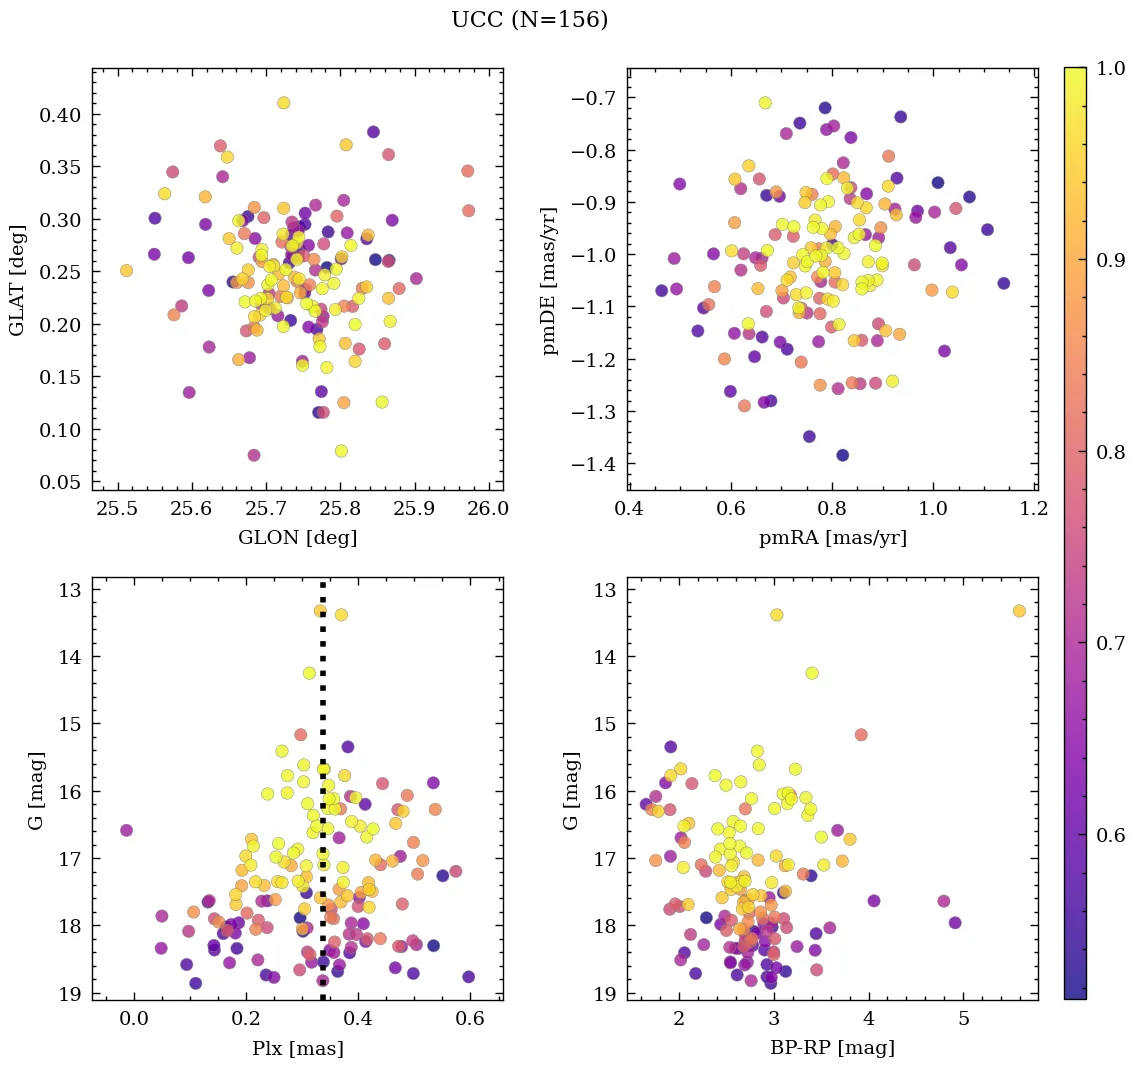 UCC (N=156)
0.40
0.35
0.30
0.25
0.20
0.15
0.10
0.05
GLAT [deg]
25.5 25.6 25.7 25.8 25.9 26.0
GLON [deg]
−0.7
−0.8
−0.9
−1.0
−1.1
−1.2
−1.3
−1.4
pmDE [mas/yr]
0.4 0.6 0.8 1.0 1.2
pmRA [mas/yr]
13
14
15
16
17
18
19
G [mag]
0.0 0.2 0.4 0.6
Plx [mas]
13
14
15
16
17
18
19
G [mag]
2 3 4 5
BP-RP [mag]
1.0
0.9
0.8
0.7
0.6